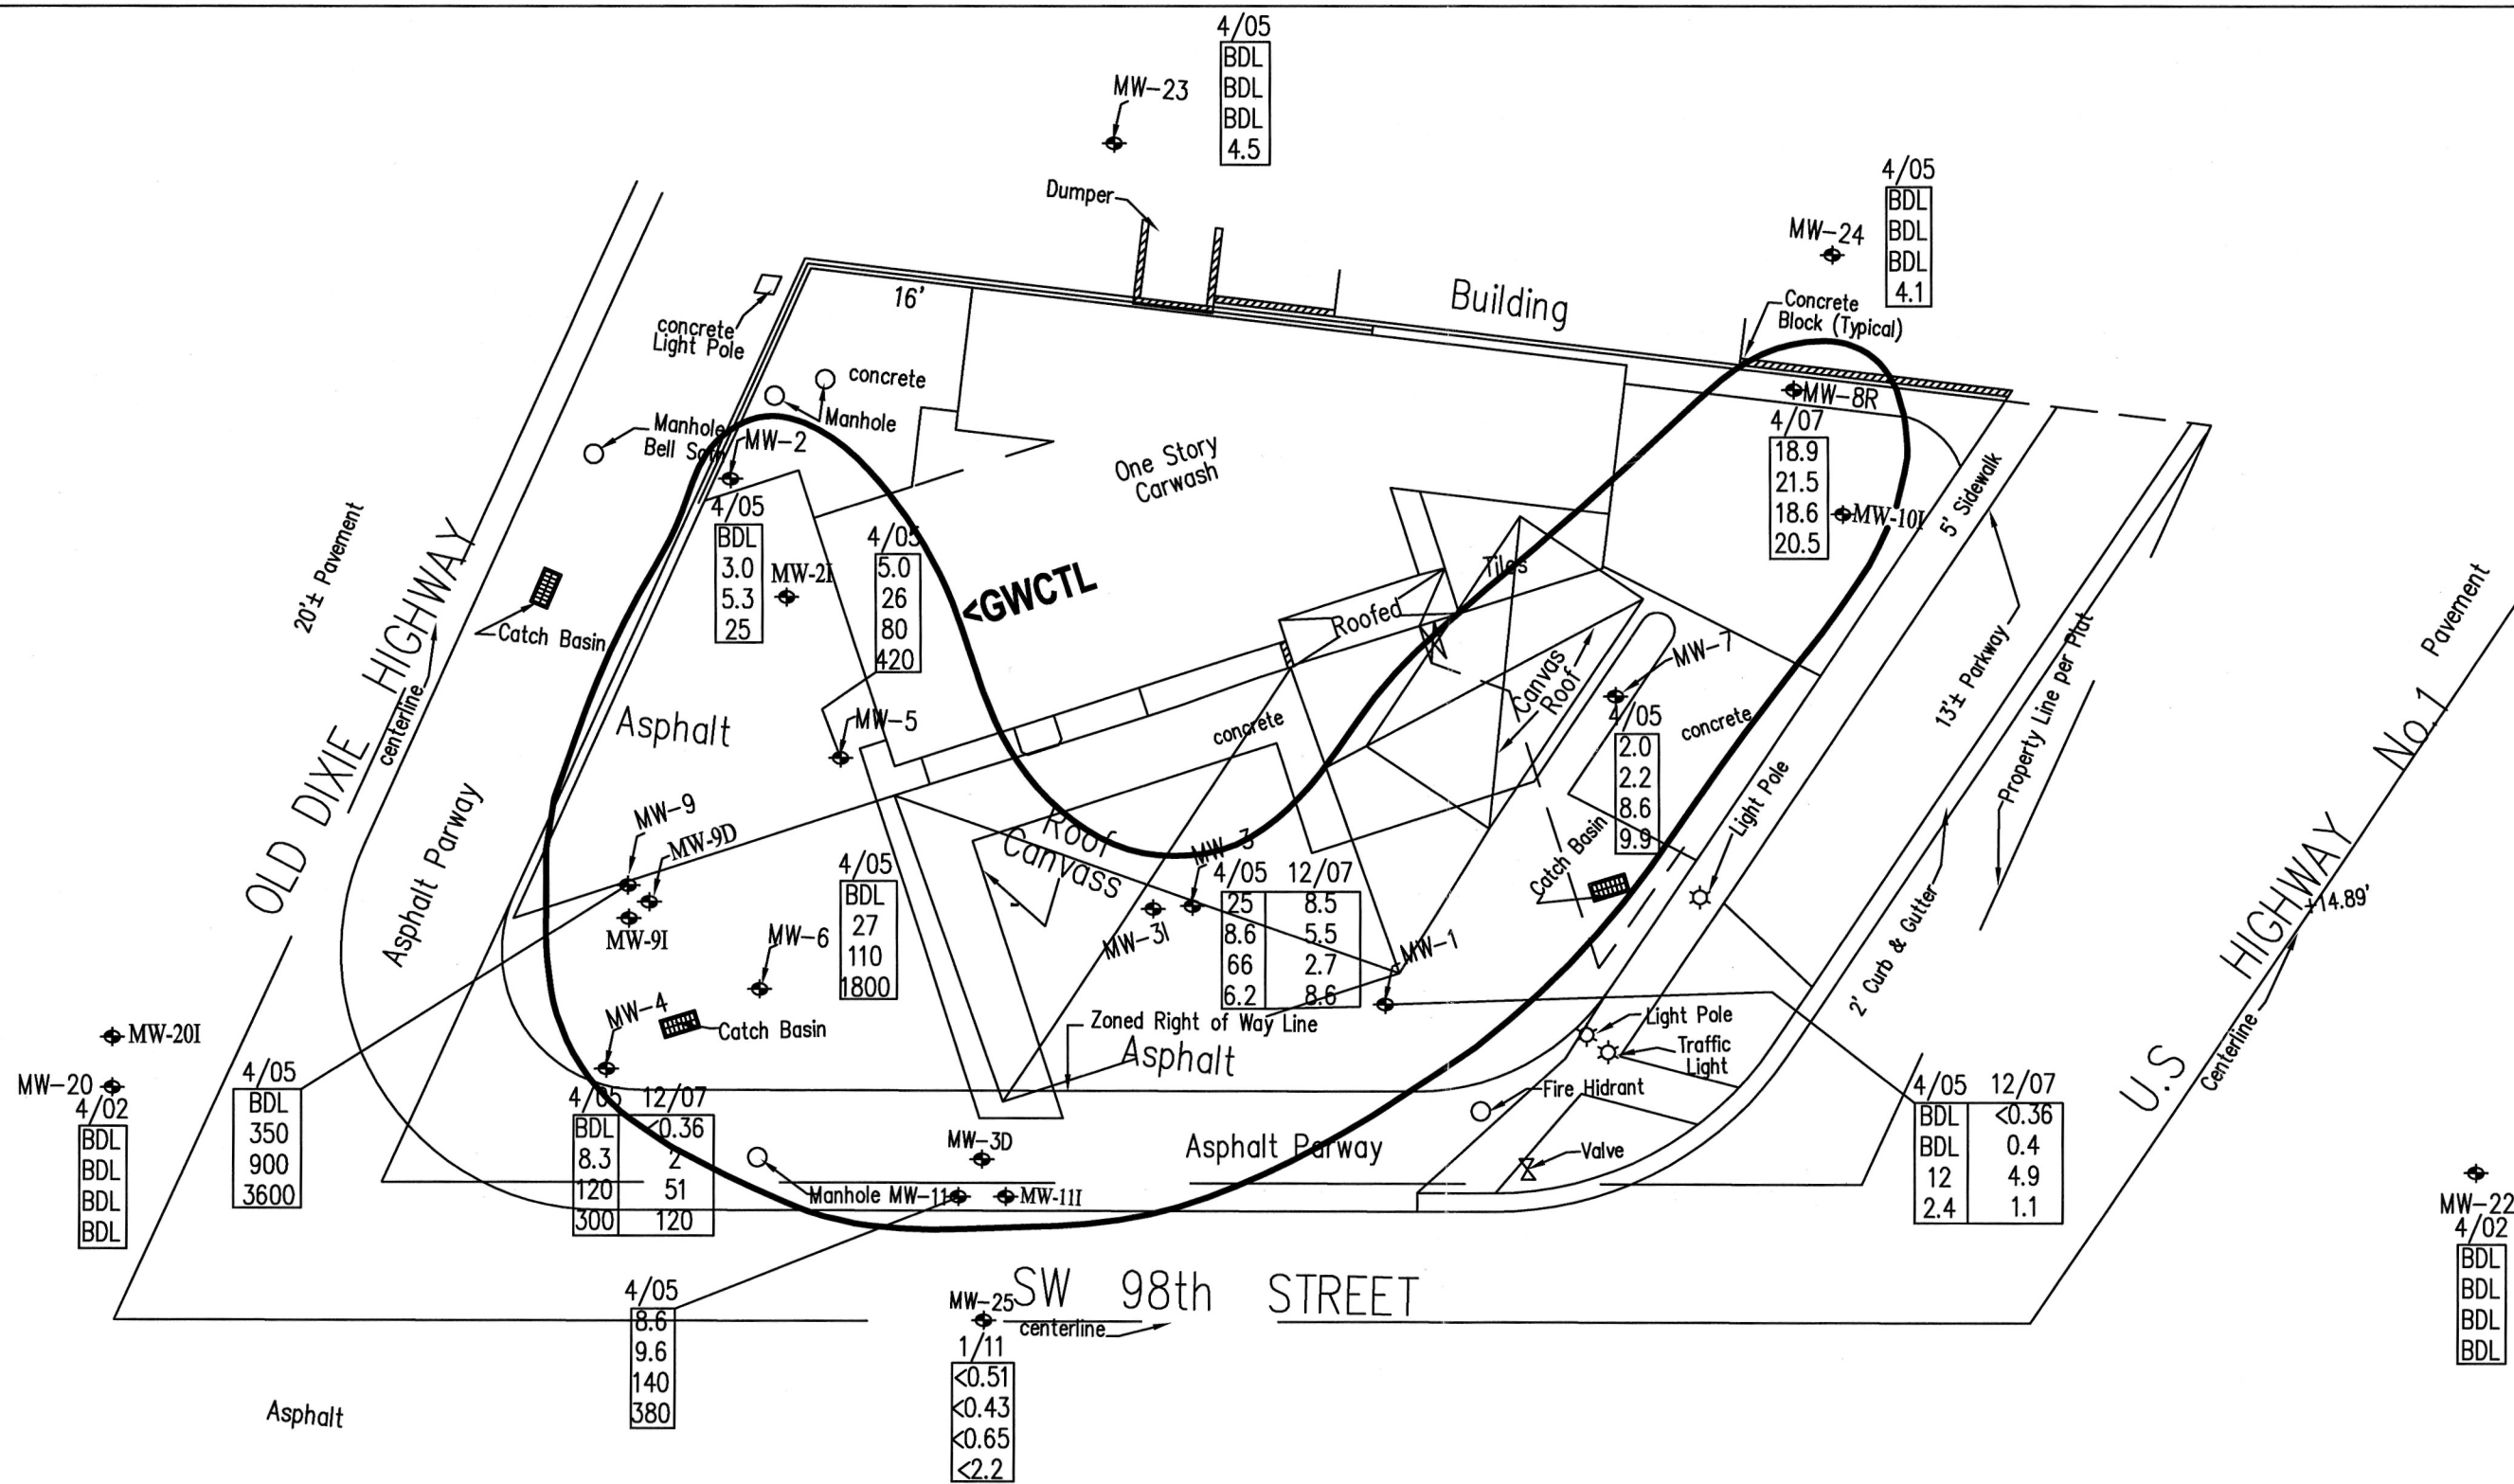 4/05
BDL
BDL
BDL
4.5
MW-23
Dumper
4/05
BDL
BDL
BDL
4.1
MW-24
16'
Building
Concrete
Block (Typical)
concrete
Light Pole
concrete
Manhole
Manhole
Bell
MW-2
4/05
BDL
3.0
5.3
25
MW-2I
4/05
5.0
26
80
420
<GWCTL
One Story
Carwash
MW-8R
4/07
18.9
21.5
18.6
20.5
MW-10I
5' Sidewalk
20'± Pavement
OLD DIXIE HIGHWAY
centerline
Catch Basin
Tiles
Roofed
Canvas
Roof
MW-7
4/05
2.0
2.2
8.6
9.9
concrete
13'± Parkway
Property Line per Plat
Pavement
Asphalt
MW-5
concrete
Asphalt Parway
MW-9
MW-9D
MW-9I
Roof
Canvass
MW-3
MW-3I
4/05 12/07
25 8.5
8.6 5.5
66 2.7
6.2 8.6
MW-1
Catch Basin
Light Pole
2' Curb & Gutter
U.S HIGHWAY No.1
14.89'
Centerline
4/05
BDL
27
110
1800
MW-6
MW-4
Catch Basin
Zoned Right of Way Line
Asphalt
Light Pole
Traffic
Light
Fire Hidrant
Valve
MW-20I
MW-20
4/02
BDL
BDL
BDL
BDL
4/05
BDL
350
900
3600
4/05 12/07
BDL <0.36
8.3 2
120 51
300 120
MW-3D
Asphalt Parway
Manhole MW-11
MW-11I
4/05 12/07
BDL <0.36
BDL 0.4
12 4.9
2.4 1.1
MW-22
4/02
BDL
BDL
BDL
BDL
4/05
8.6
9.6
140
380
MW-25
SW 98th STREET
centerline
1/11
<0.51
<0.43
<0.65
<2.2
Asphalt